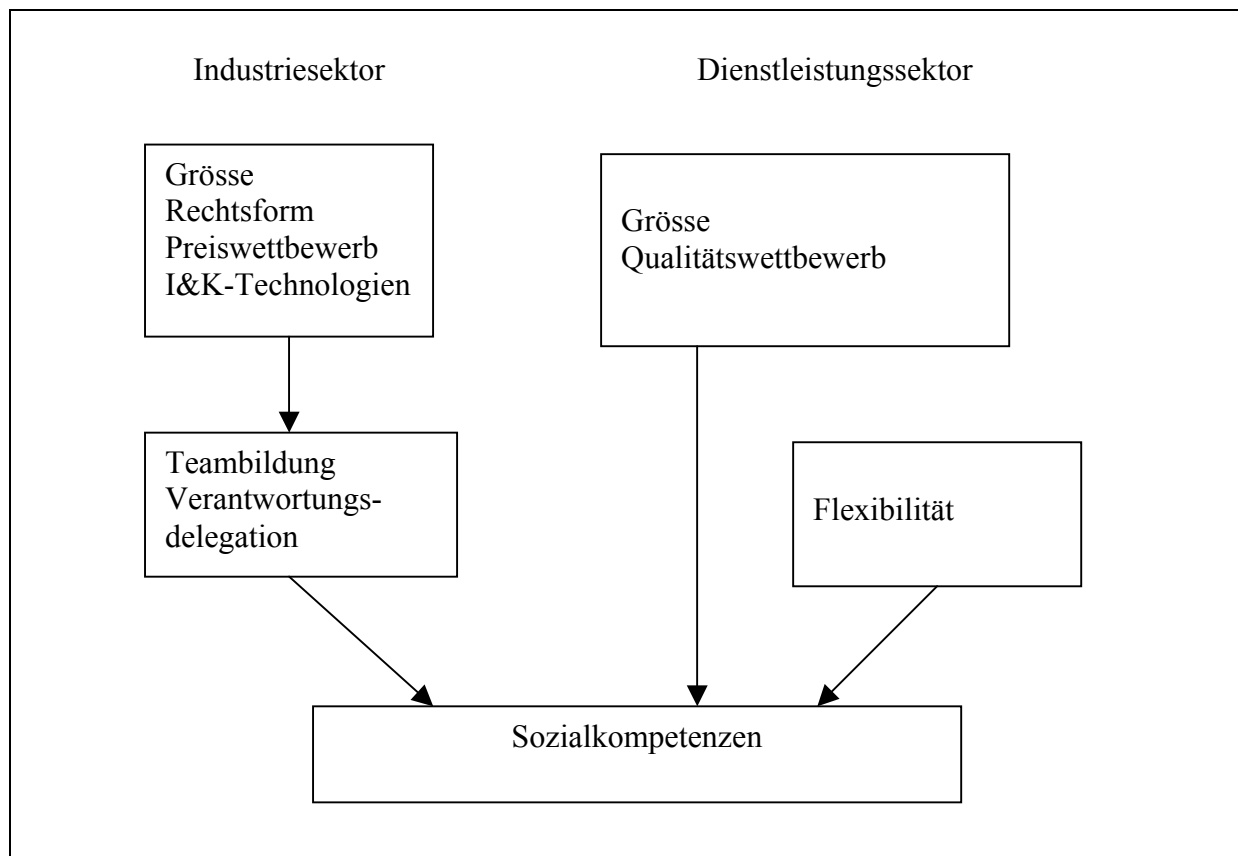 Industriesektor
Dienstleistungssektor
Grösse
Rechtsform
Preiswettbewerb
I&K-Technologien
Grösse
Qualitätswettbewerb
Teambildung
Verantwortungs-
delegation
Flexibilität
Sozialkompetenzen